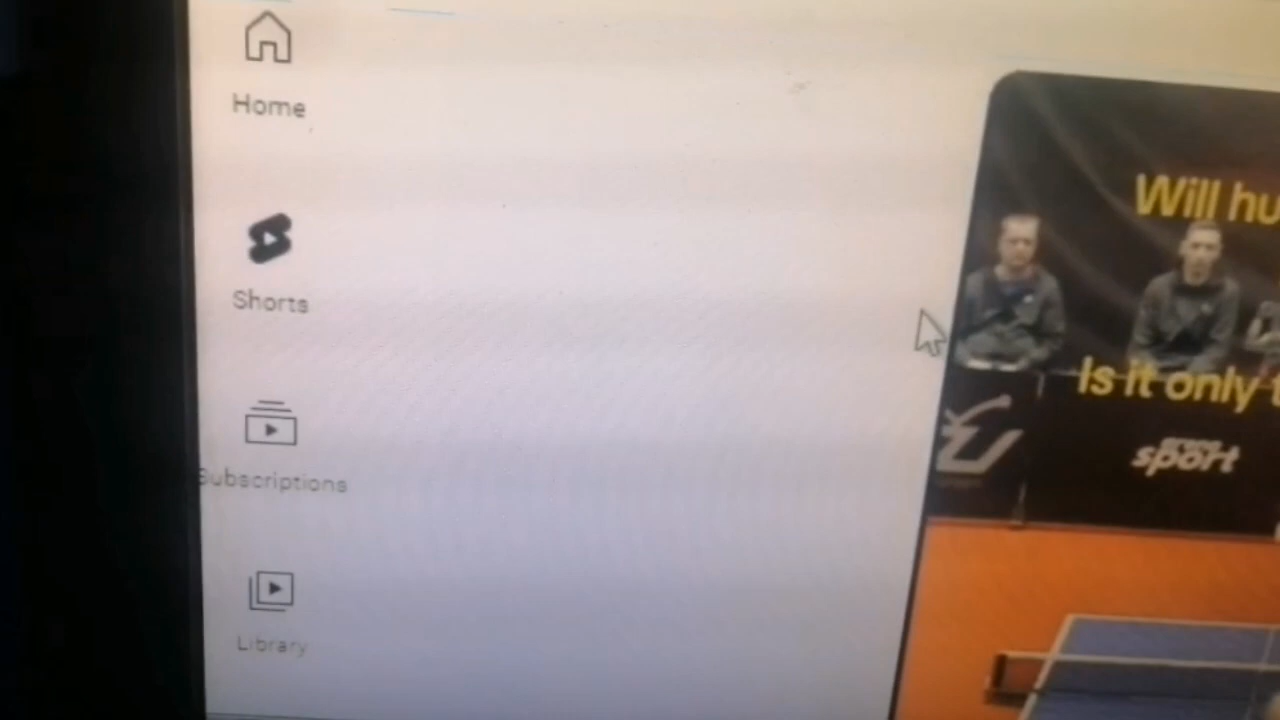 Home
Shorts
Subscriptions
Library
Will hu
Is it only t
sport